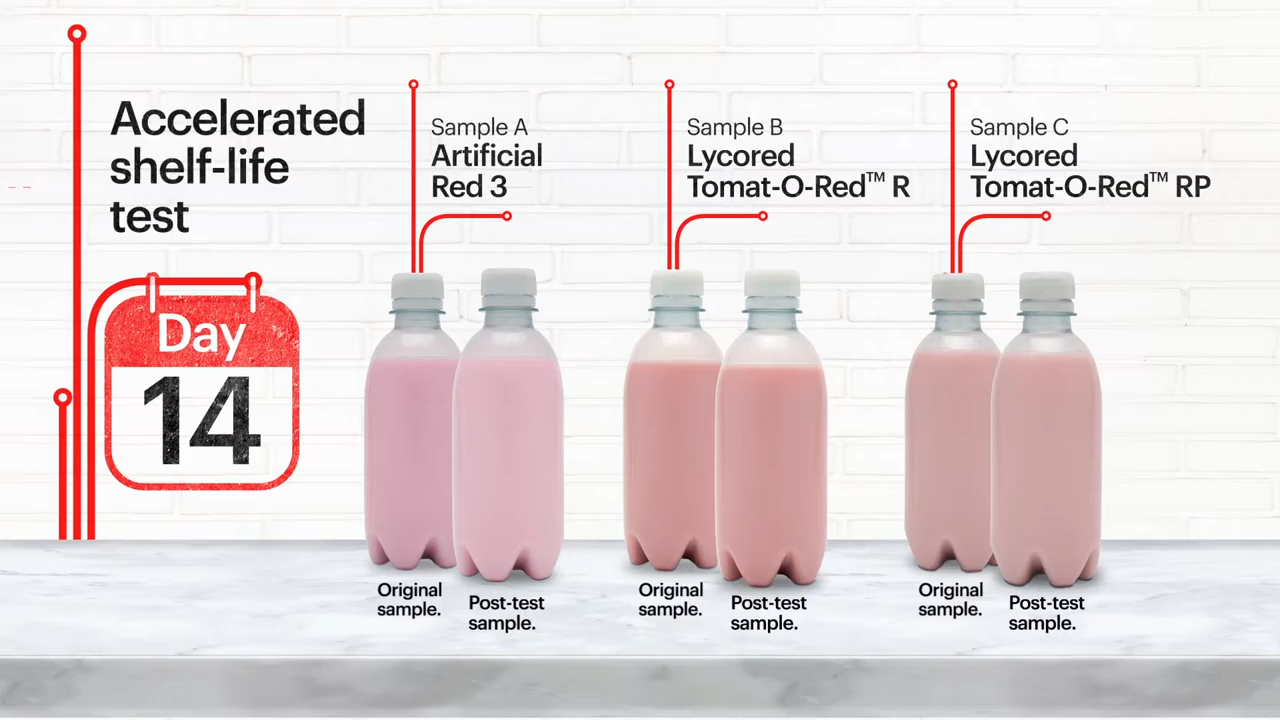 Accelerated
shelf-life
test
Day
14
Sample A
Artificial
Red 3
Sample B
Lycored
Tomat-O-Red™ R
Sample C
Lycored
Tomat-O-Red™ RP
Original
sample.
Post-test
sample.
Original
sample.
Post-test
sample.
Original
sample.
Post-test
sample.